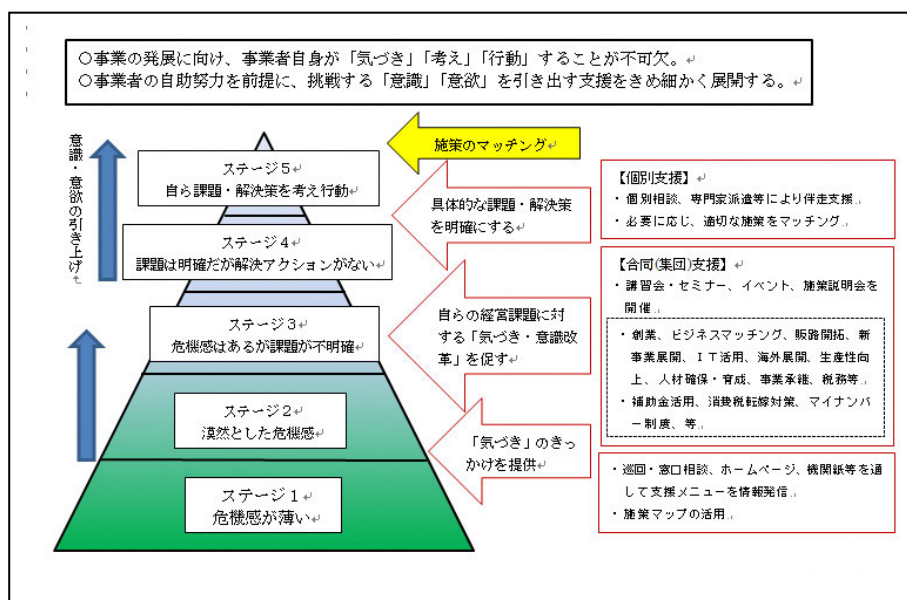 ○事業の発展に向け、事業者自身が「気づき」「考え」「行動」することが不可欠。
○事業者の自助努力を前提に、挑戦する「意識」「意欲」を引き出す支援をきめ細かく展開する。
意識・意欲の引き上げ
施策のマッチング
ステージ5
自ら課題・解決策を考え行動
具体的な課題・解決策
を明確にする
【個別支援】
・個別相談、専門家派遣等により伴走支援
・必要に応じ、適切な施策をマッチング
ステージ4
課題は明確だが解決アクションがない
【合同(集団)支援】
・講習会・セミナー、イベント、施策説明会を
開催
ステージ3
危機感はあるが課題が不明確
自らの経営課題に対
する「気づき・意識改
革」を促す
・創業、ビジネスマッチング、販路開拓、新
事業展開、IT活用、海外展開、生産性向
上、人材確保・育成、事業承継、税務等
・補助金活用、消費税転嫁対策、マイナンバ
ー制度、等
ステージ2
漠然とした危機感
「気づき」のきっ
かけを提供
・巡回・窓口相談、ホームページ、機関紙等を通
して支援メニューを情報発信
・施策マップの活用
ステージ1
危機感が薄い